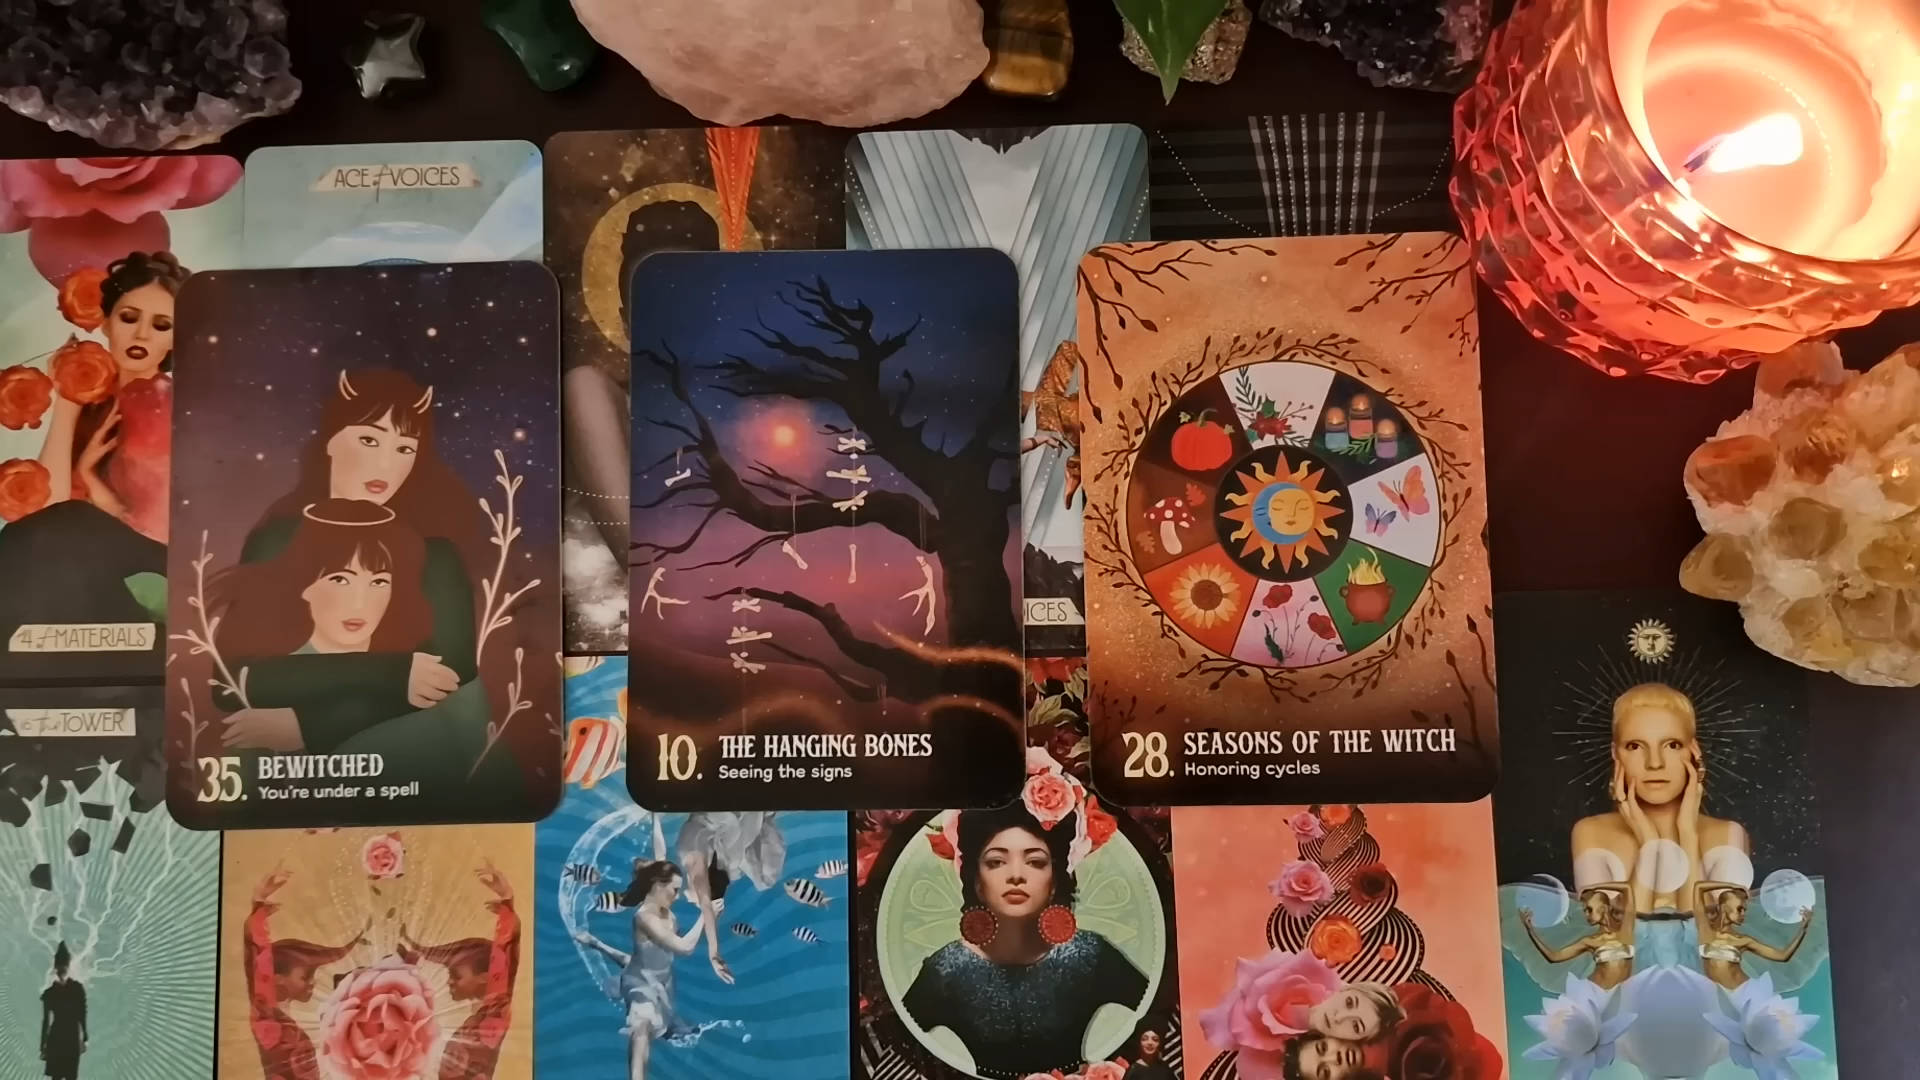 ACE of VOICES
4 of MATERIALS
ICES
16 the TOWER
35. BEWITCHED
You're under a spell
10. THE HANGING BONES
Seeing the signs
28. SEASONS OF THE WITCH
Honoring cycles